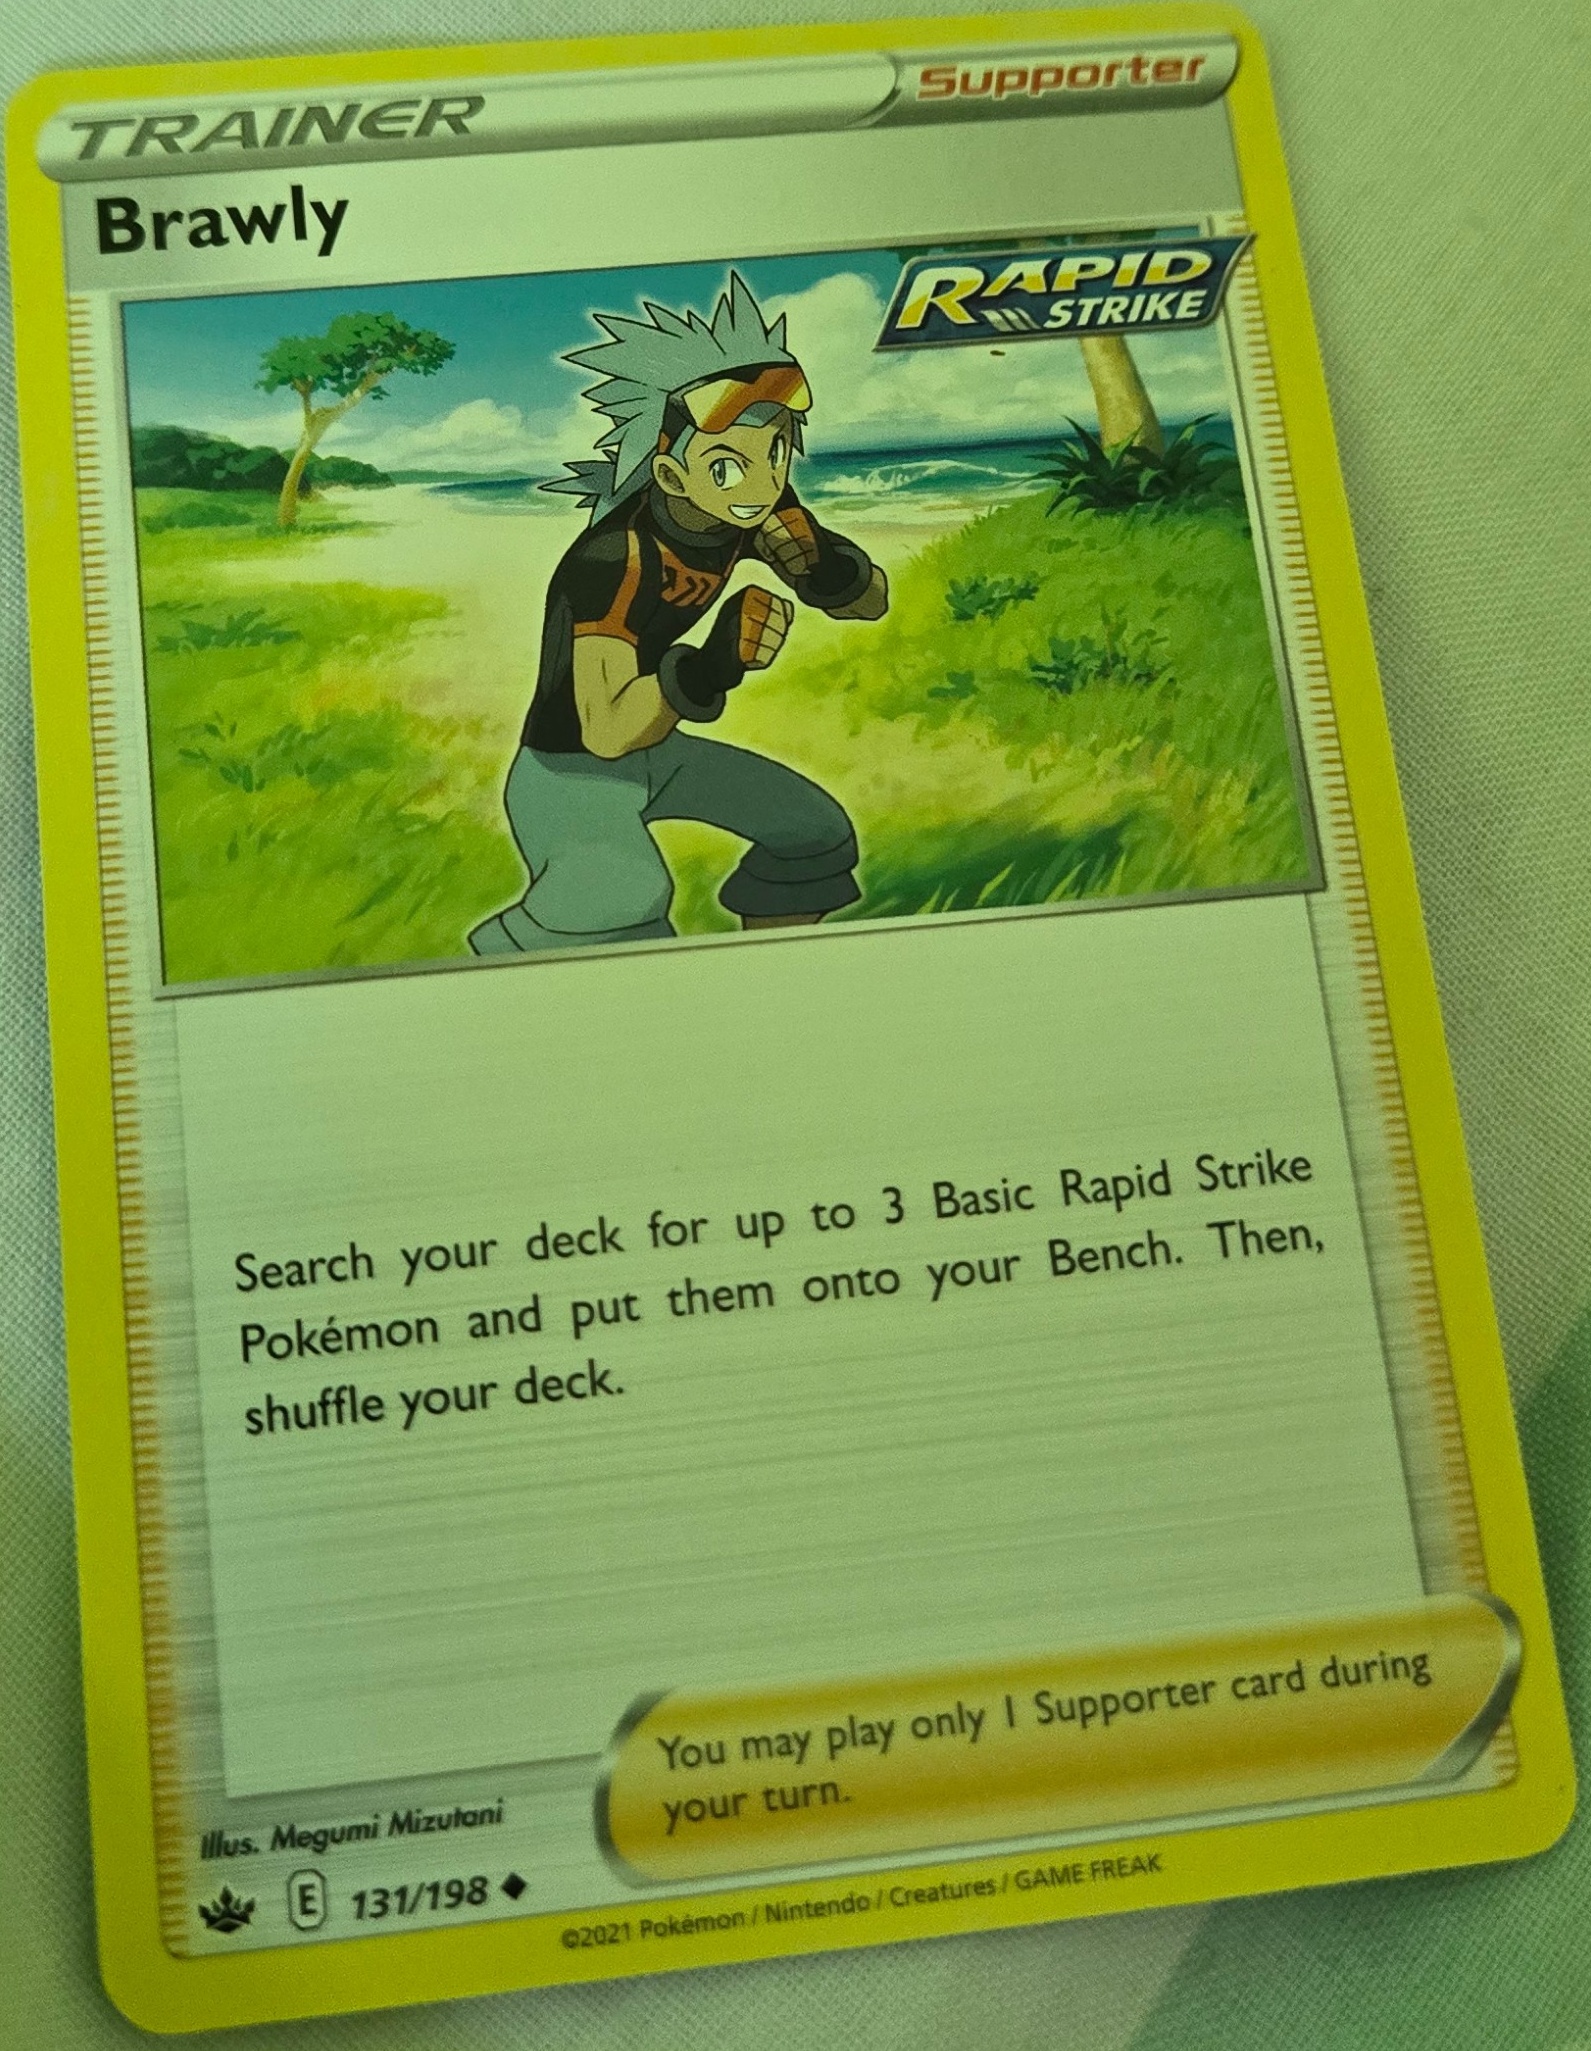 TRAINER Supporter
Brawly
RAPID
STRIKE
Search your deck for up to 3 Basic Rapid Strike
Pokémon and put them onto your Bench. Then,
shuffle your deck.
You may play only 1 Supporter card during
your turn.
Illus. Megumi Mizutani
E 131/198
©2021 Pokémon / Nintendo / Creatures / GAME FREAK